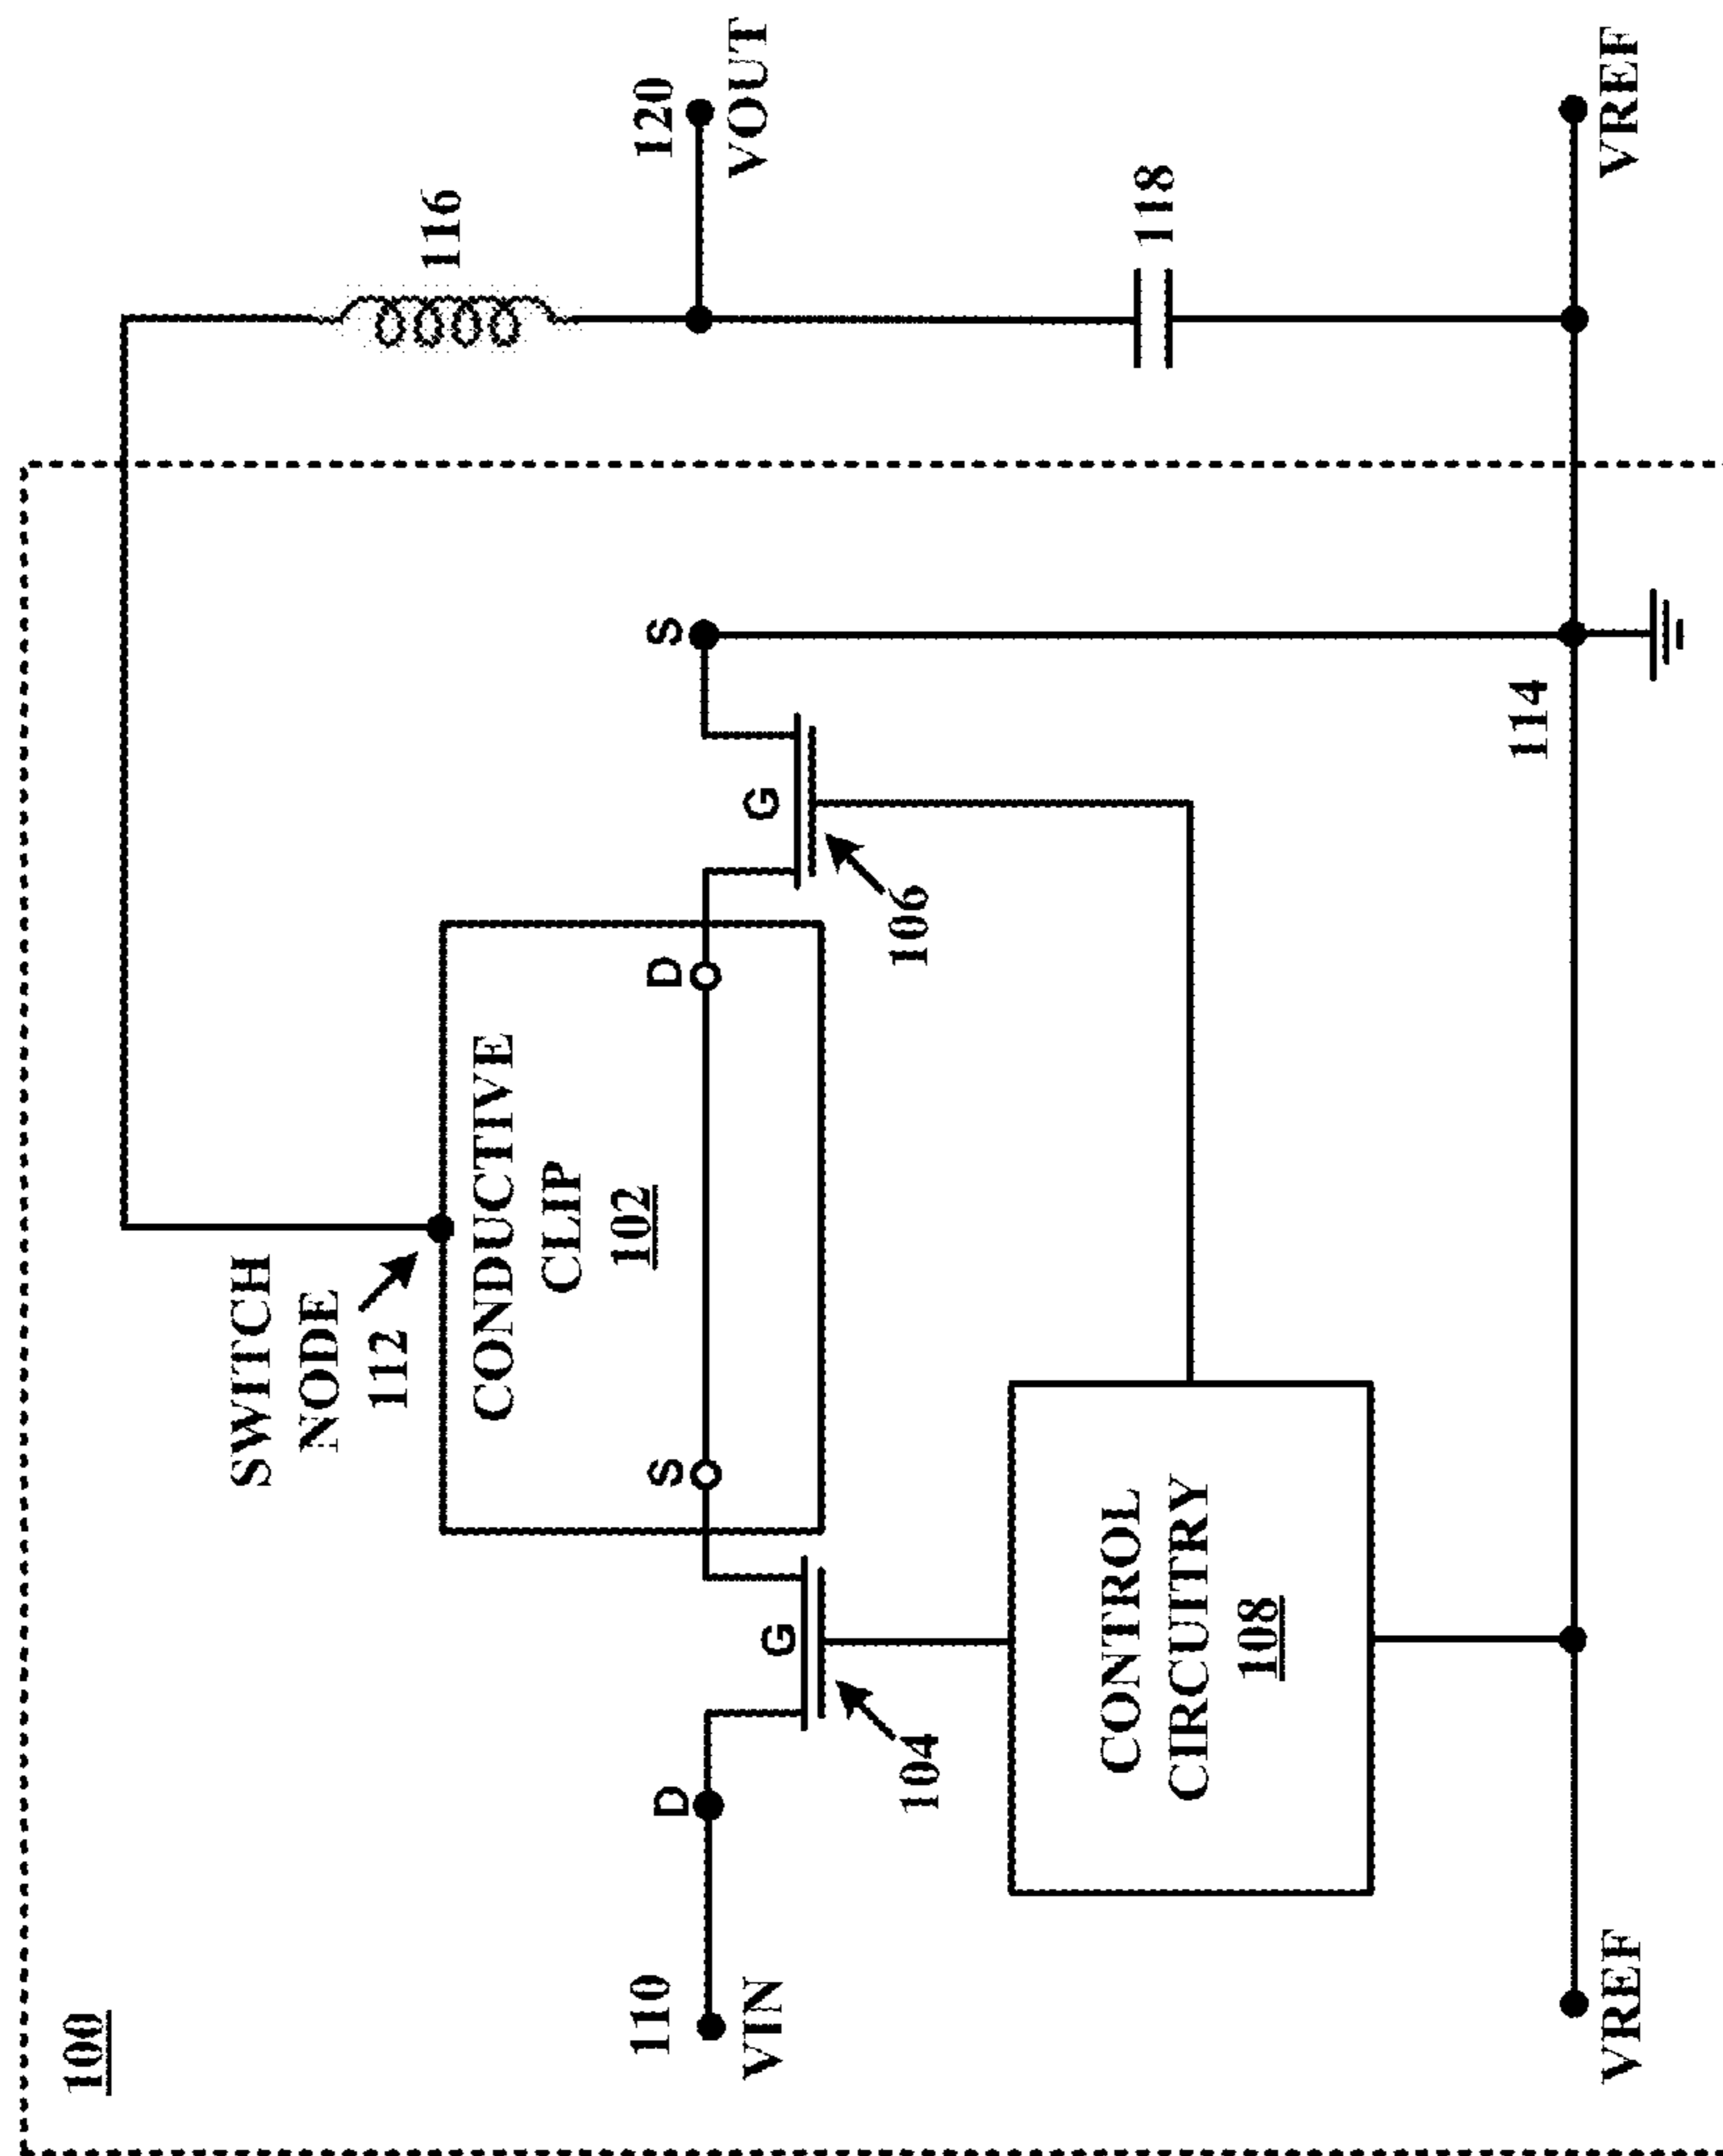 100
SWITCH
NODE
112
116
110
VIN
D
G
104
S
D
CONDUCTIVE
CLIP
102
G
106
S
120
VOUT
CONTROL
CIRCUITRY
108
118
114
VREF
VREF